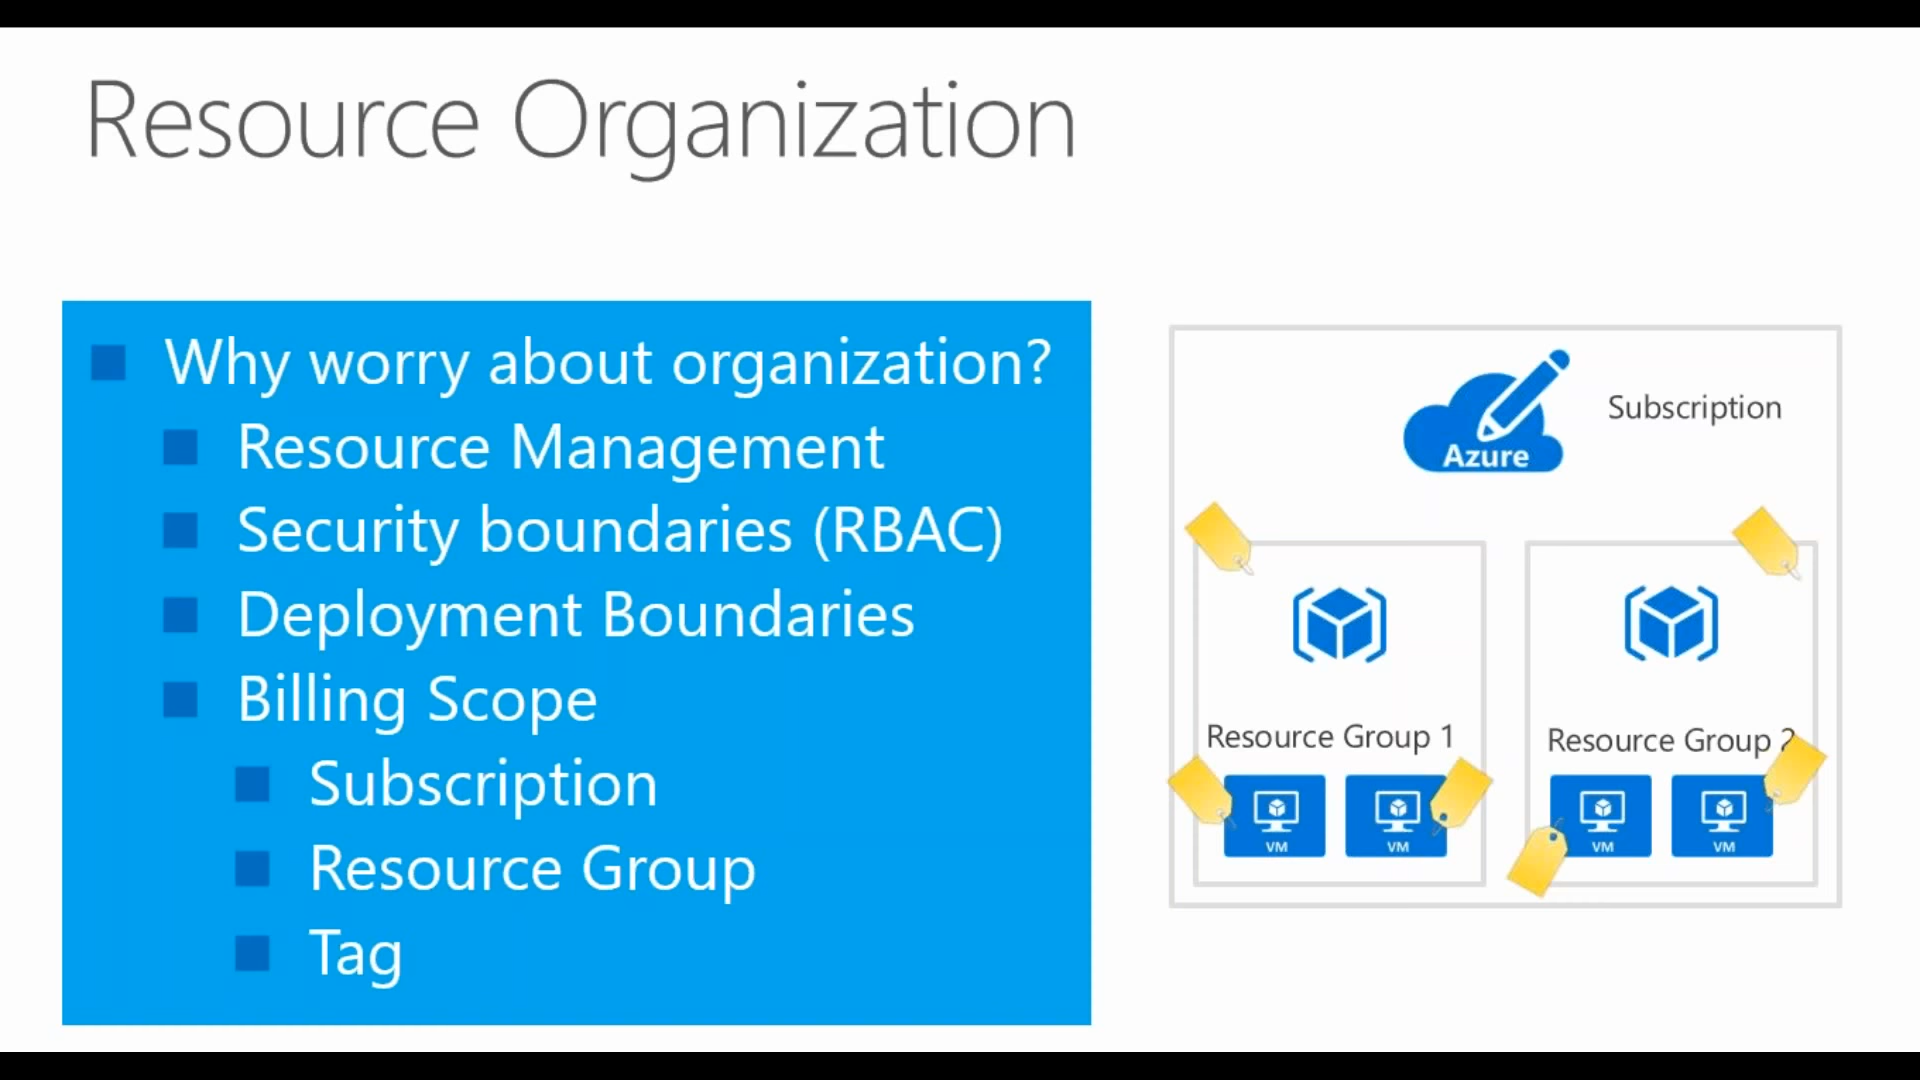 Resource Organization
Why worry about organization?
Resource Management
Security boundaries (RBAC)
Deployment Boundaries
Billing Scope
Subscription
Resource Group
Tag
Azure
Subscription
Resource Group 1
Resource Group 2
VM
VM
VM
VM